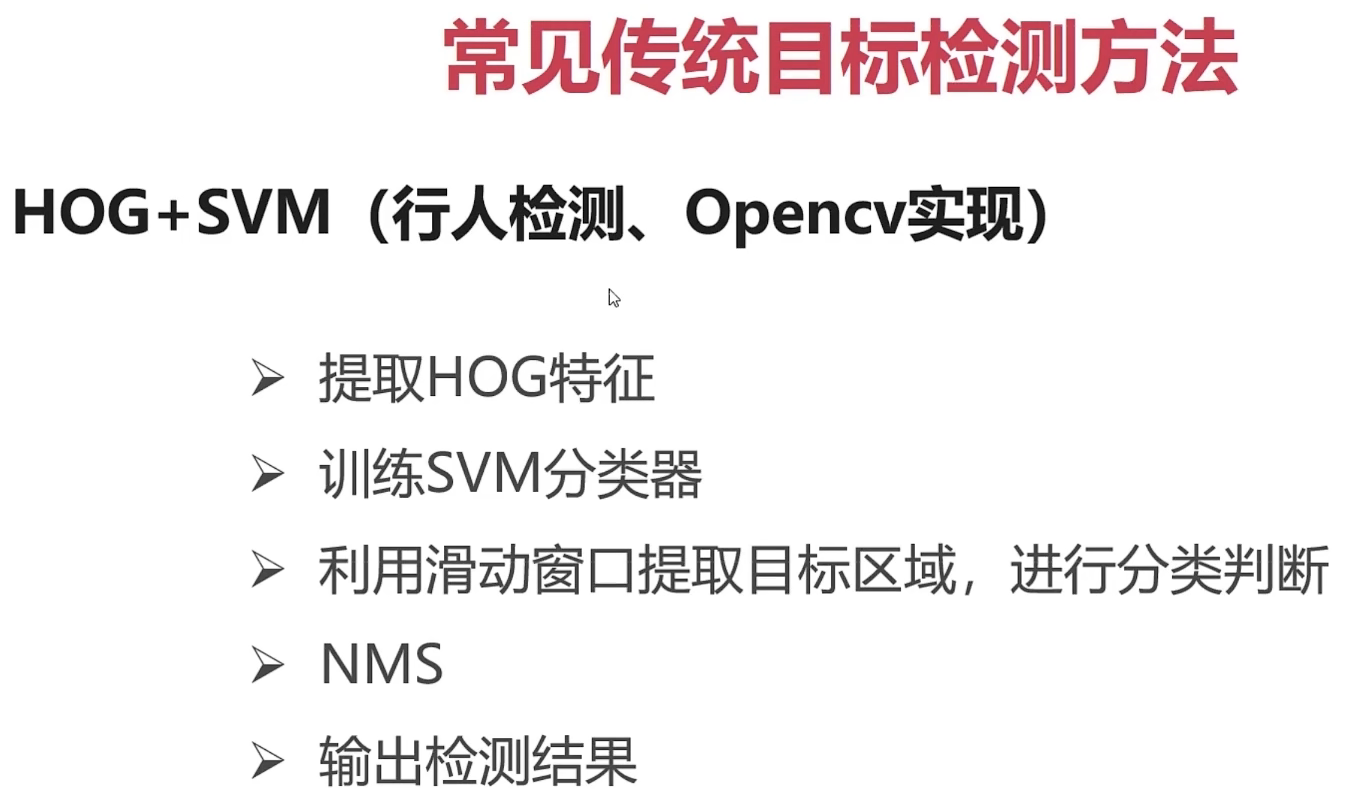 常见传统目标检测方法
HOG+SVM（行人检测、Opencv实现）
提取HOG特征
训练SVM分类器
利用滑动窗口提取目标区域，进行分类判断
NMS
输出检测结果